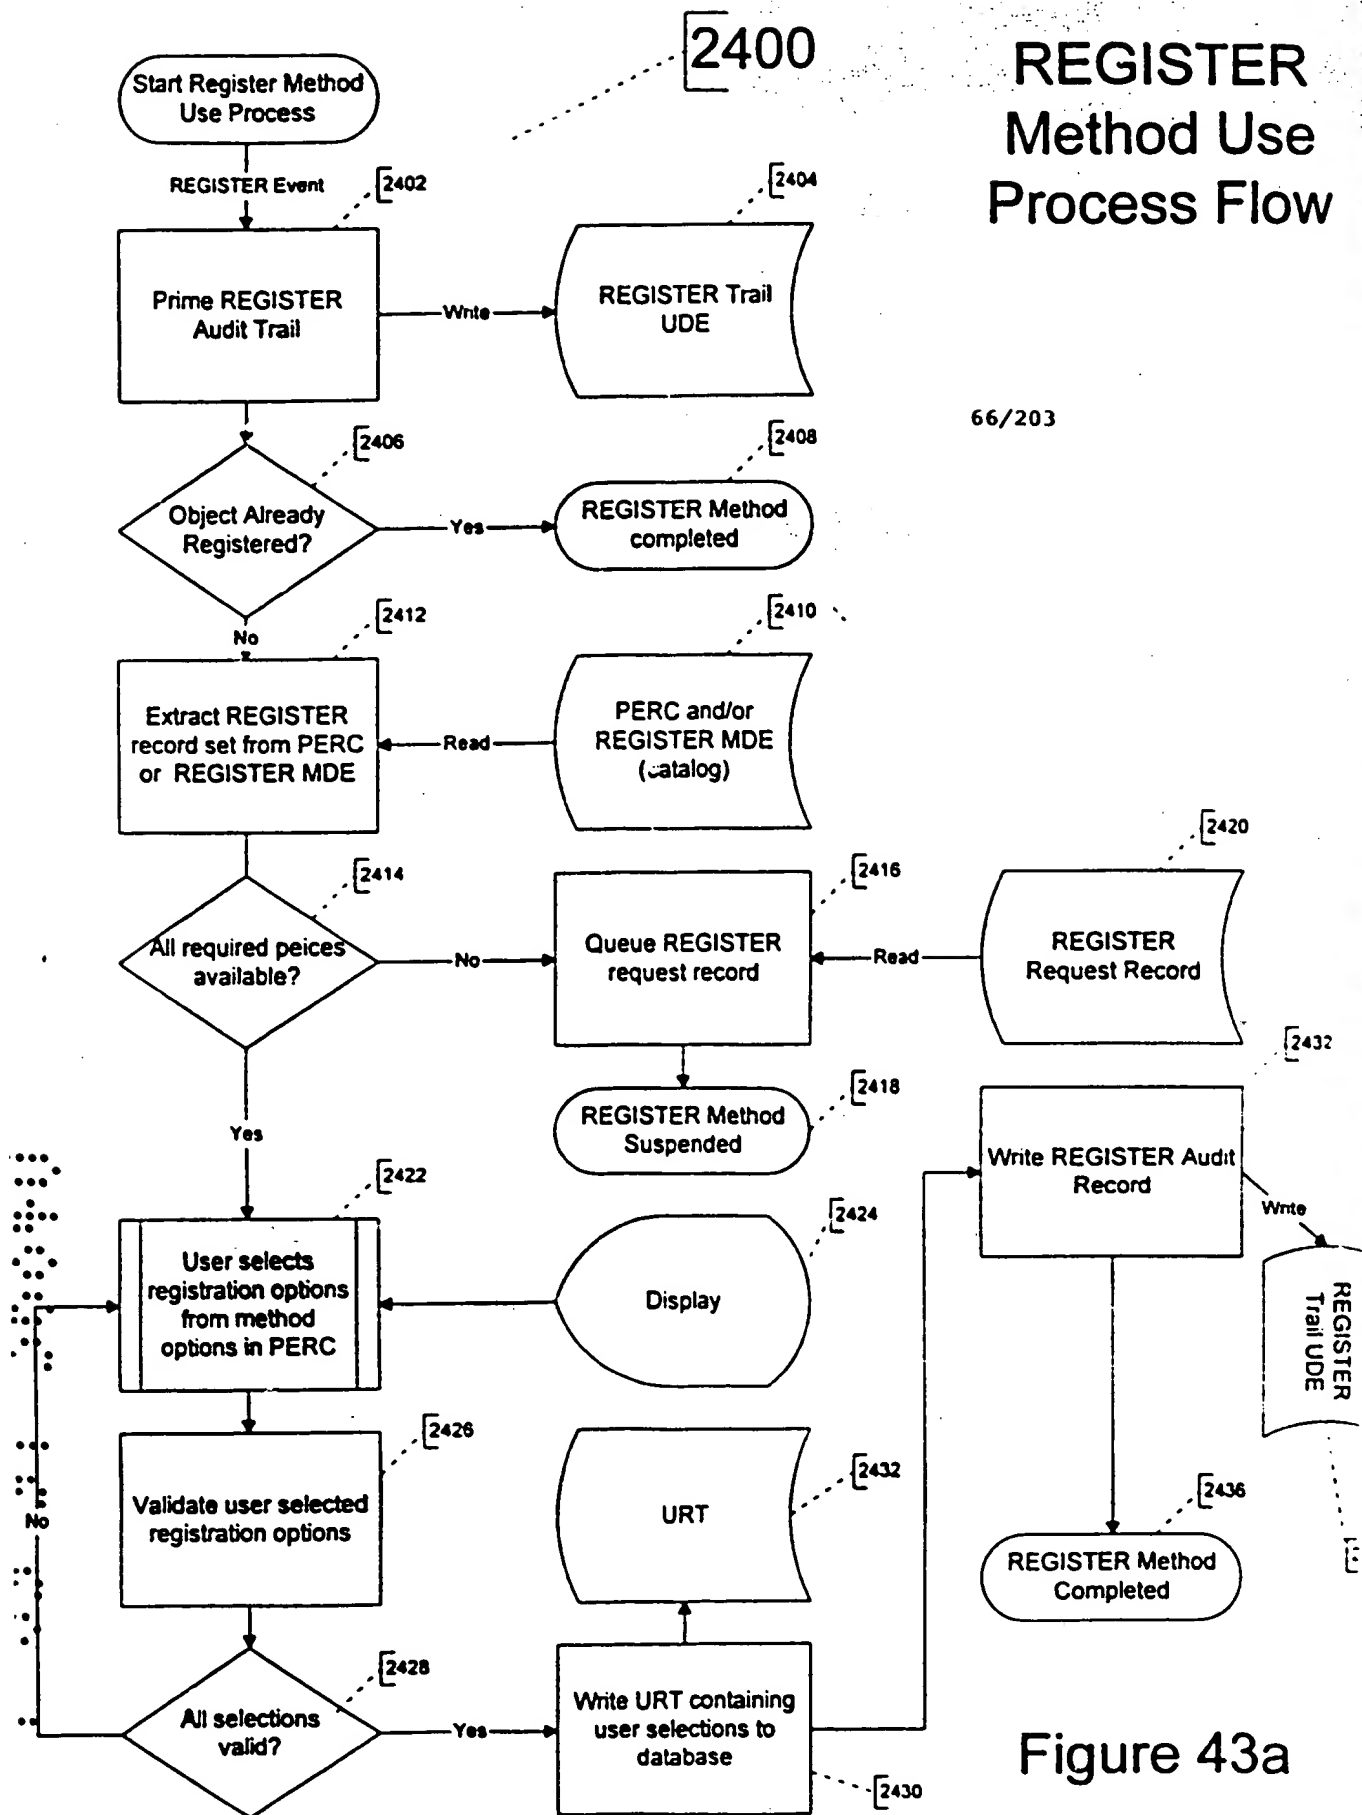 2400
REGISTER
Method Use
Process Flow
Start Register Method
Use Process
REGISTER Event
2402
2404
Prime REGISTER
Audit Trail
Write
REGISTER Trail
UDE
66/203
2406
2408
Object Already
Registered?
Yes
REGISTER Method
completed
No
2412
2410
Extract REGISTER
record set from PERC
or REGISTER MDE
Read
PERC and/or
REGISTER MDE
(catalog)
2414
2416
2420
All required peices
available?
No
Queue REGISTER
request record
Read
REGISTER
Request Record
2432
2418
REGISTER Method
Suspended
Yes
Write REGISTER Audit
Record
Write
2422
2424
User selects
registration options
from method
options in PERC
Display
REGISTER
Trail UDE
2426
2432
Validate user selected
registration options
URT
No
2436
REGISTER Method
Completed
2428
All selections
valid?
Yes
Write URT containing
user selections to
database
2430
Figure 43a